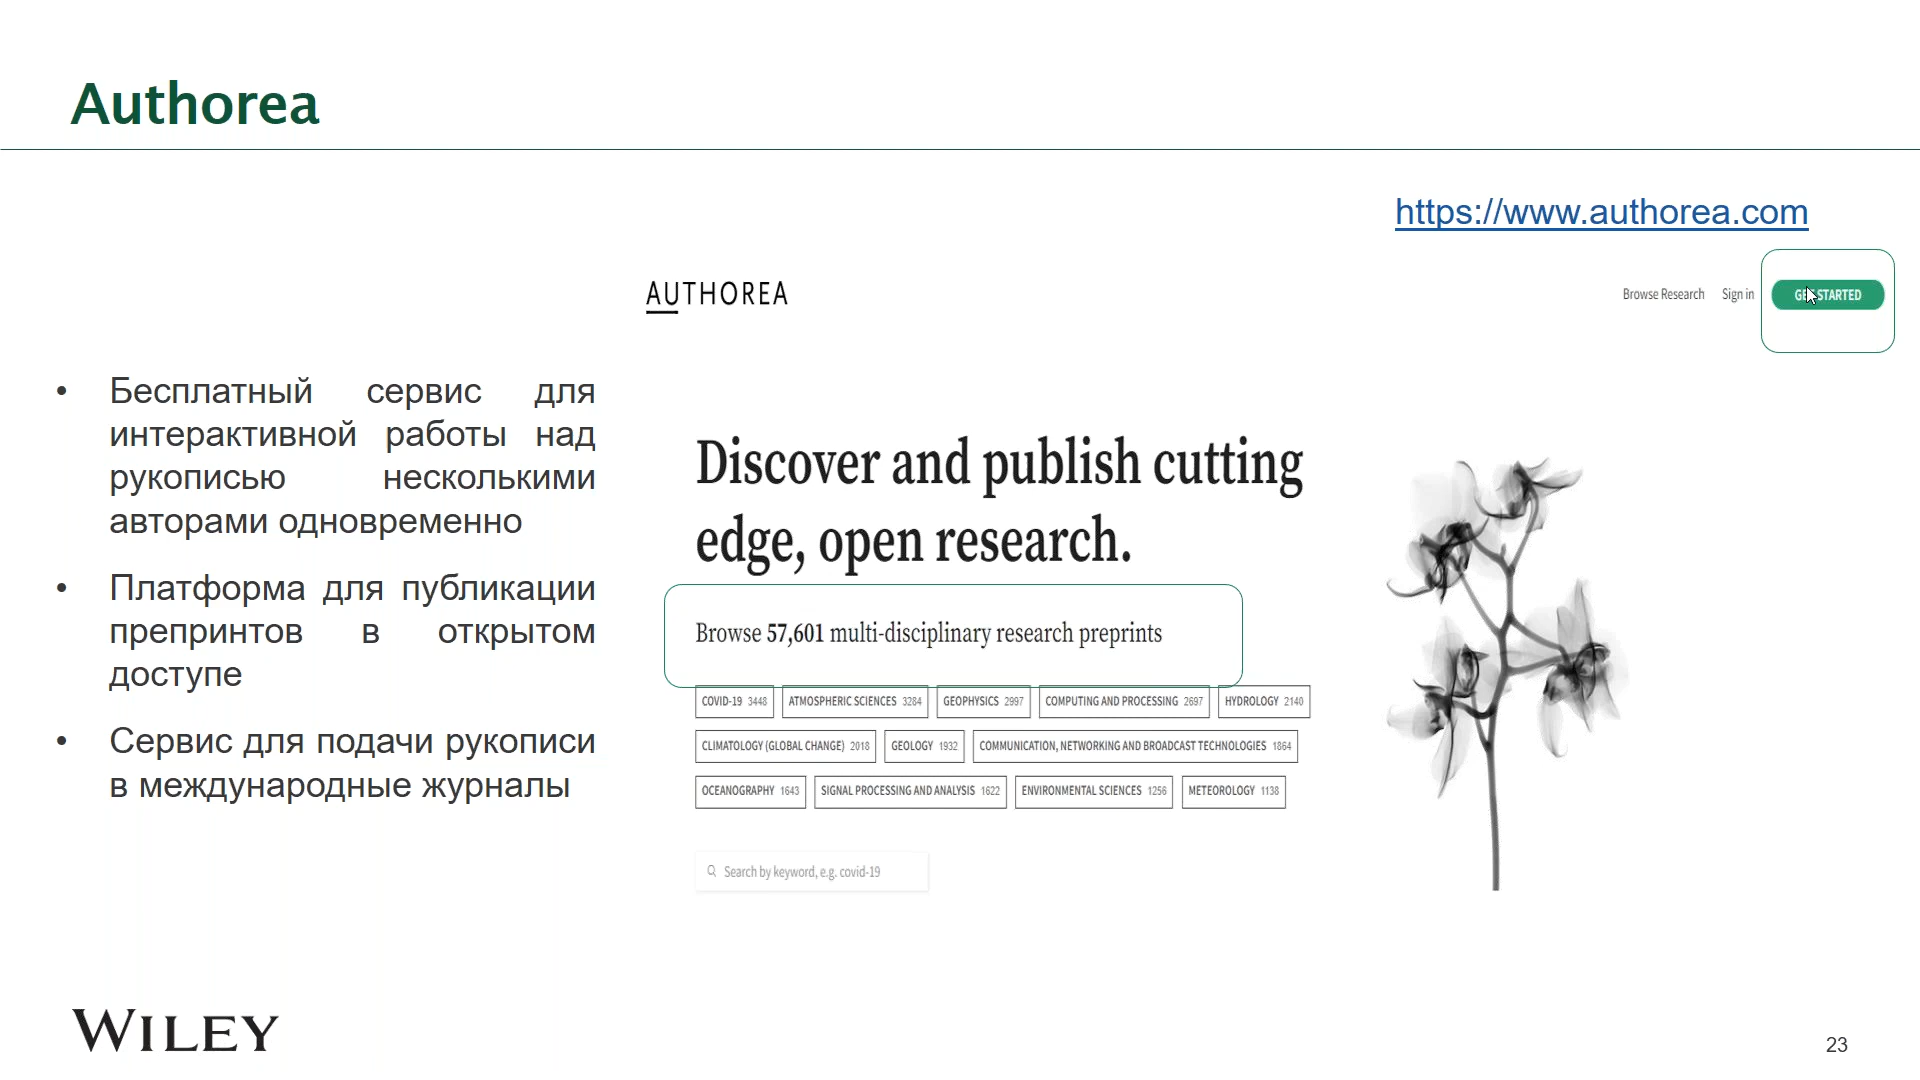 Authorea
https://www.authorea.com
AUTHOREA
Browse Research Sign in GET STARTED
• Бесплатный сервис для
интерактивной работы над
рукописью несколькими
авторами одновременно
• Платформа для публикации
препринтов в открытом
доступе
• Сервис для подачи рукописи
в международные журналы
Discover and publish cutting
edge, open research.
Browse 57,601 multi-disciplinary research preprints
COVID-19 3448 ATMOSPHERIC SCIENCES 3284 GEOPHYSICS 2997 COMPUTING AND PROCESSING 2697 HYDROLOGY 2140
CLIMATOLOGY (GLOBAL CHANGE) 2018 GEOLOGY 1932 COMMUNICATION, NETWORKING AND BROADCAST TECHNOLOGIES 1864
OCEANOGRAPHY 1643 SIGNAL PROCESSING AND ANALYSIS 1622 ENVIRONMENTAL SCIENCES 1256 METEOROLOGY 1138
Search by keyword, e.g. covid-19
WILEY
23